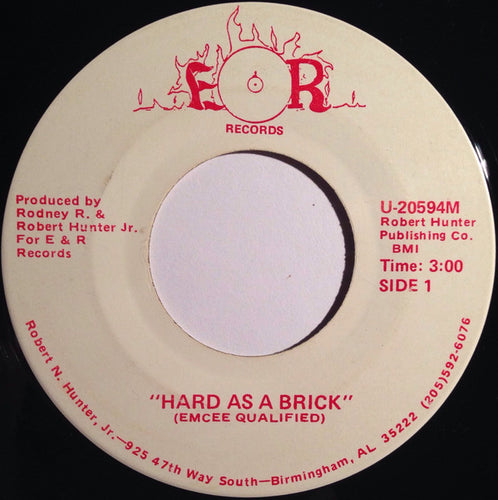 E R
RECORDS
Produced by
Rodney R. &
Robert Hunter Jr.
For E & R
Records
U-20594M
Robert Hunter
Publishing Co.
BMI
Time: 3:00
SIDE 1
"HARD AS A BRICK"
(EMCEE QUALIFIED)
Robert N. Hunter, Jr.—925 47th Way South—Birmingham, AL 35222 (205)592-6076